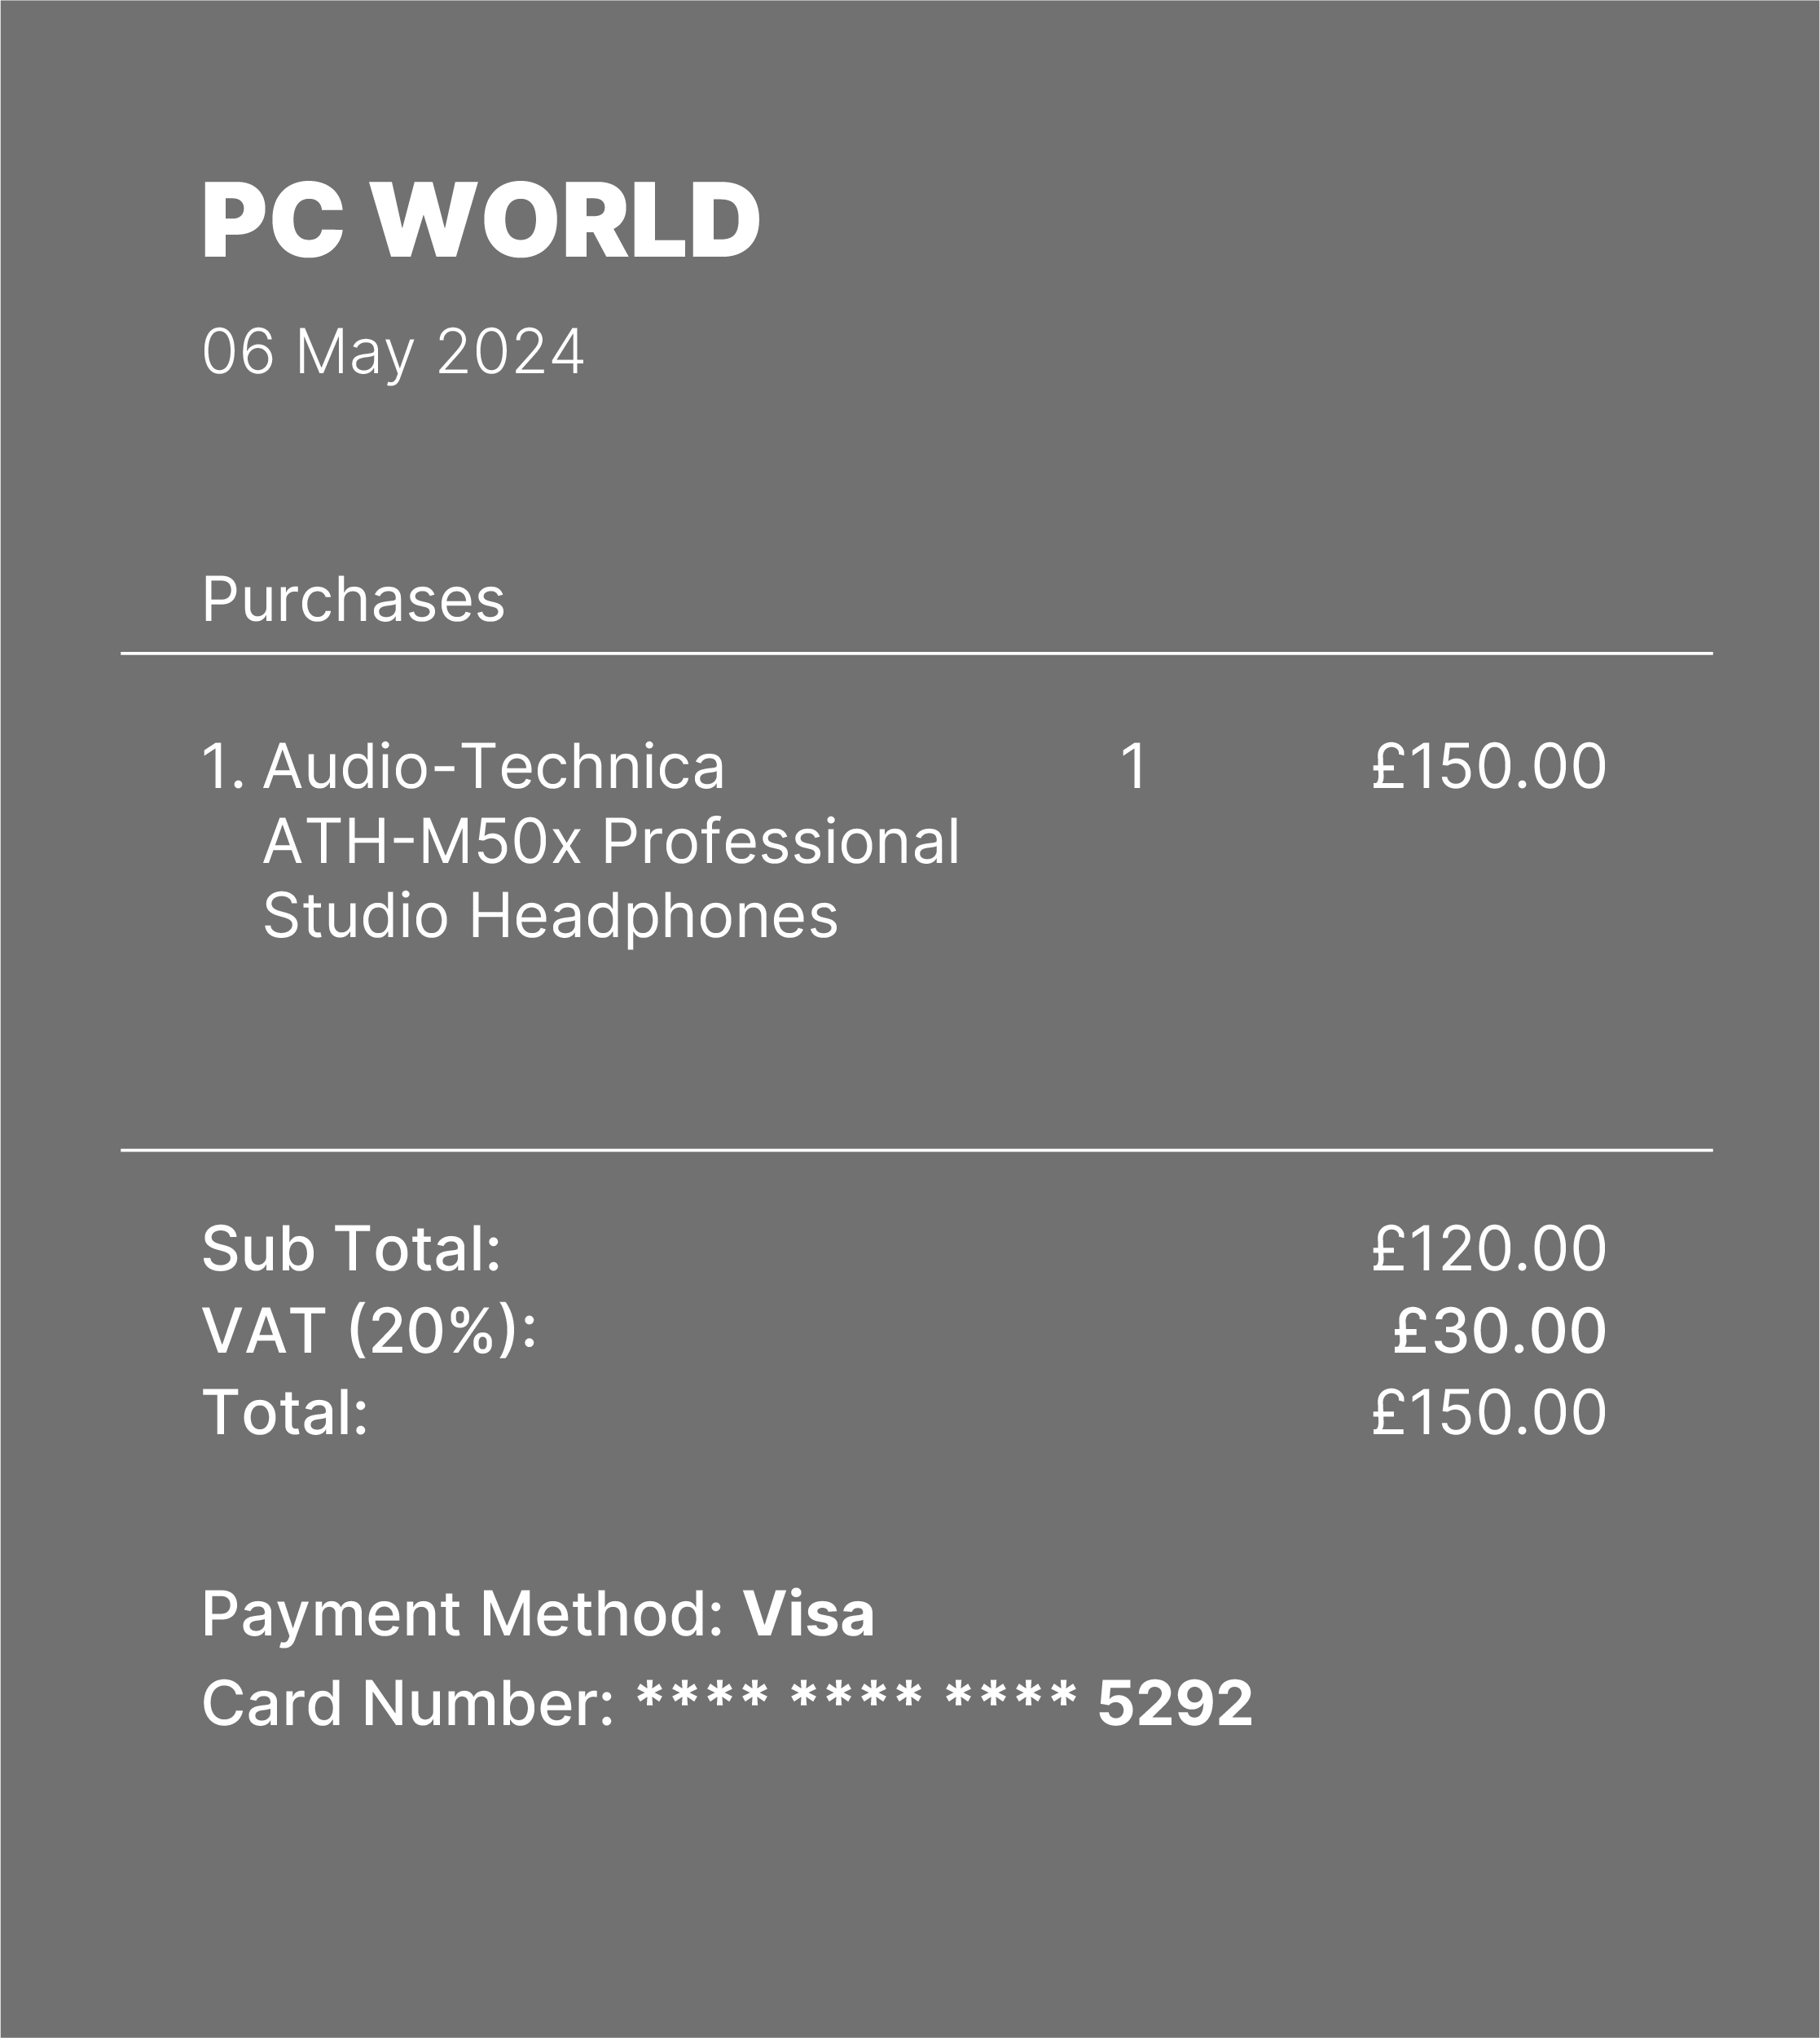 PC WORLD
06 May 2024
Purchases
1. Audio-Technica 1 £150.00
ATH-M50x Professional
Studio Headphones
Sub Total: £120.00
VAT (20%): £30.00
Total: £150.00
Payment Method: Visa
Card Number: **** **** **** 5292